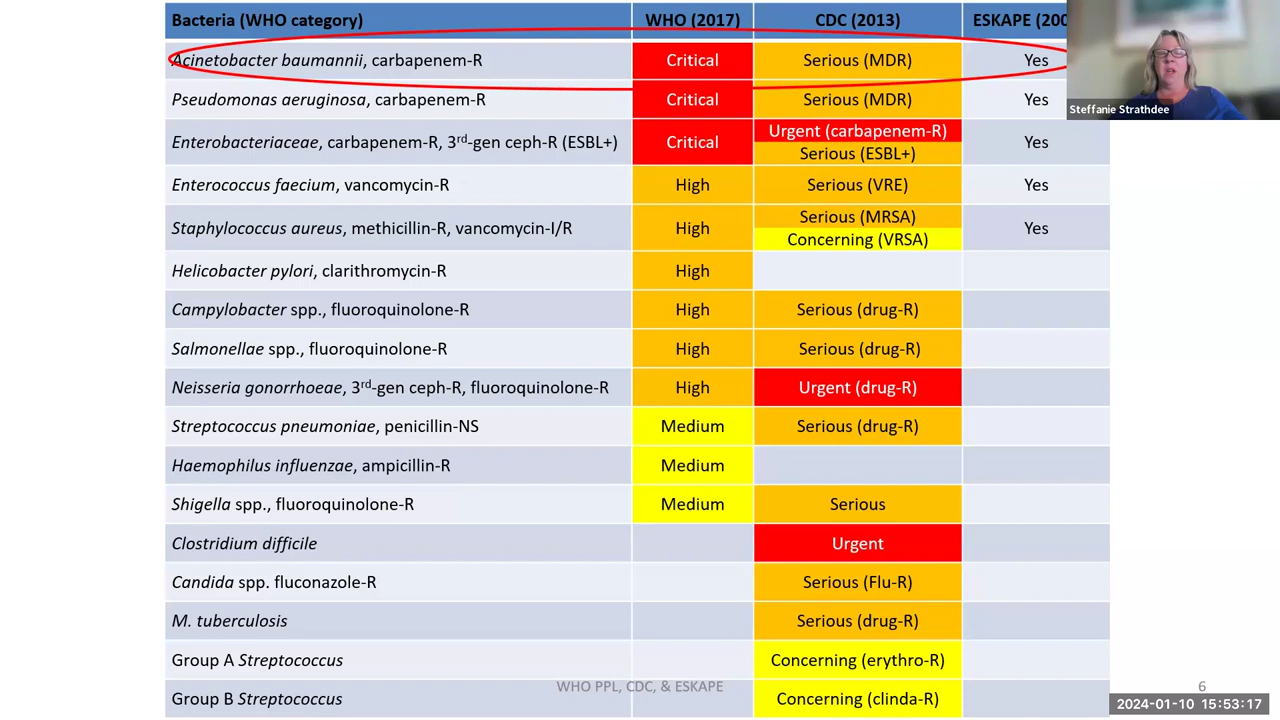 Bacteria (WHO category) WHO (2017) CDC (2013) ESKAPE (200
Acinetobacter baumannii, carbapenem-R Critical Serious (MDR) Yes
Steffanie Strathdee
Pseudomonas aeruginosa, carbapenem-R Critical Serious (MDR) Yes
Enterobacteriaceae, carbapenem-R, 3rd-gen ceph-R (ESBL+) Critical Urgent (carbapenem-R) Yes
Serious (ESBL+)
Enterococcus faecium, vancomycin-R High Serious (VRE) Yes
Staphylococcus aureus, methicillin-R, vancomycin-I/R High Serious (MRSA) Yes
Concerning (VRSA)
Helicobacter pylori, clarithromycin-R High
Campylobacter spp., fluoroquinolone-R High Serious (drug-R)
Salmonellae spp., fluoroquinolone-R High Serious (drug-R)
Neisseria gonorrhoeae, 3rd-gen ceph-R, fluoroquinolone-R High Urgent (drug-R)
Streptococcus pneumoniae, penicillin-NS Medium Serious (drug-R)
Haemophilus influenzae, ampicillin-R Medium
Shigella spp., fluoroquinolone-R Medium Serious
Clostridium difficile Urgent
Candida spp. fluconazole-R Serious (Flu-R)
M. tuberculosis Serious (drug-R)
Group A Streptococcus Concerning (erythro-R)
WHO PPL, CDC, & ESKAPE 6
Group B Streptococcus Concerning (clinda-R)
2024-01-10 15:53:17